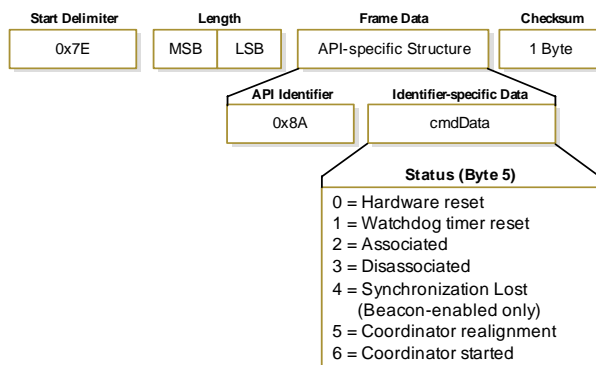 Start Delimiter
Length
Frame Data
Checksum
0x7E
MSB
LSB
API-specific Structure
1 Byte
API Identifier
Identifier-specific Data
0x8A
cmdData
Status (Byte 5)
0 = Hardware reset
1 = Watchdog timer reset
2 = Associated
3 = Disassociated
4 = Synchronization Lost
(Beacon-enabled only)
5 = Coordinator realignment
6 = Coordinator started